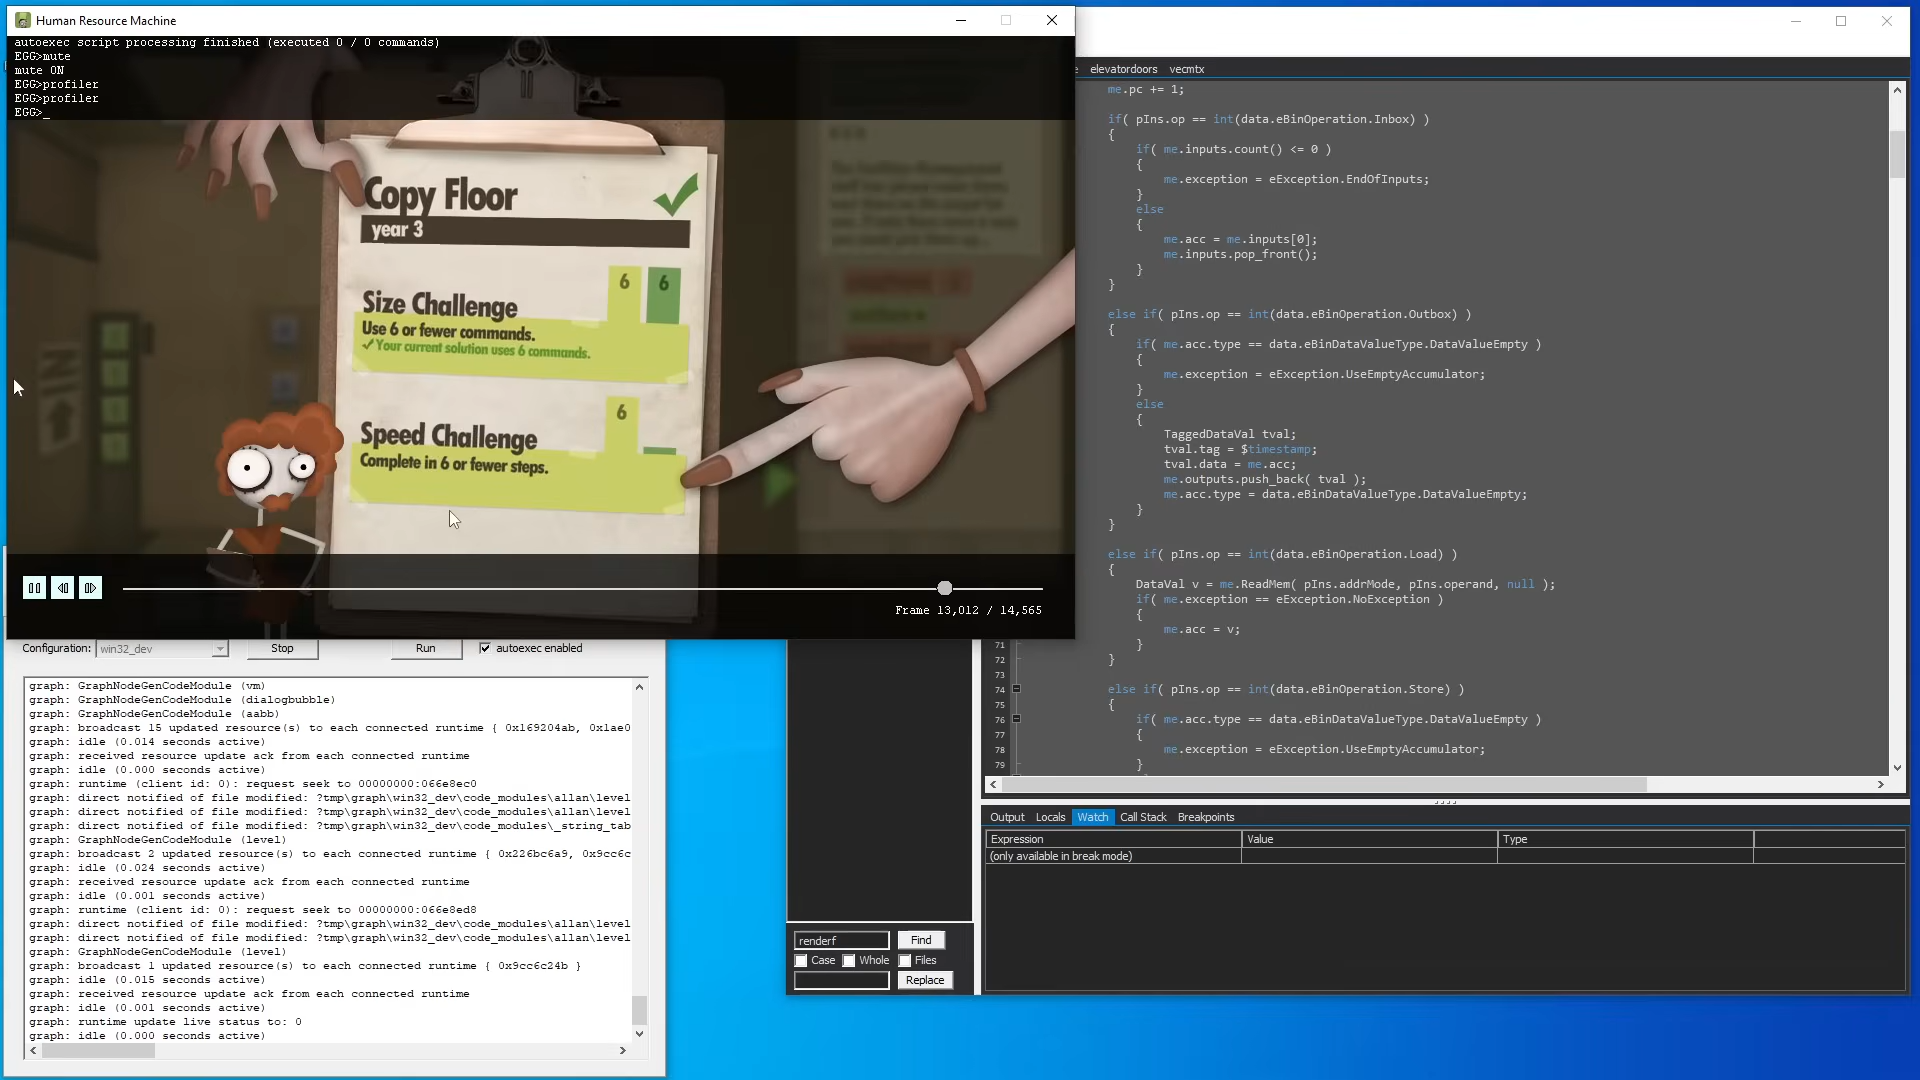 Human Resource Machine
autoexec script processing finished (executed 0 / 0 commands)
EGG>mute
mute ON
EGG>profiler
EGG>profiler
EGG>_
Copy Floor
year 3
6 6
Size Challenge
Use 6 or fewer commands.
✓Your current solution uses 6 commands.
6
Speed Challenge
Complete in 6 or fewer steps.
IN
Frame 13,012 / 14,565
Configuration: win32_dev Stop Run autoexec enabled
graph: GraphNodeGenCodeModule (vm)
graph: GraphNodeGenCodeModule (dialogbubble)
graph: GraphNodeGenCodeModule (aabb)
graph: broadcast 15 updated resource(s) to each connected runtime { 0x169204ab, 0x1ae0
graph: idle (0.014 seconds active)
graph: received resource update ack from each connected runtime
graph: idle (0.000 seconds active)
graph: runtime (client id: 0): request seek to 00000000:066e8ec0
graph: direct notified of file modified: ?tmp\graph\win32_dev\code_modules\allan\level
graph: direct notified of file modified: ?tmp\graph\win32_dev\code_modules\allan\level
graph: direct notified of file modified: ?tmp\graph\win32_dev\code_modules\_string_tab
graph: GraphNodeGenCodeModule (level)
graph: broadcast 2 updated resource(s) to each connected runtime { 0x226bc6a9, 0x9cc6c
graph: idle (0.024 seconds active)
graph: received resource update ack from each connected runtime
graph: idle (0.001 seconds active)
graph: runtime (client id: 0): request seek to 00000000:066e8ed8
graph: direct notified of file modified: ?tmp\graph\win32_dev\code_modules\allan\level
graph: direct notified of file modified: ?tmp\graph\win32_dev\code_modules\allan\level
graph: GraphNodeGenCodeModule (level)
graph: broadcast 1 updated resource(s) to each connected runtime { 0x9cc6c24b }
graph: idle (0.015 seconds active)
graph: received resource update ack from each connected runtime
graph: idle (0.001 seconds active)
graph: runtime update live status to: 0
graph: idle (0.000 seconds active)
renderf Find
Case Whole Files
Replace
elevatordoors vecmtx
me.pc += 1;
if( pIns.op == int(data.eBinOperation.Inbox) )
{
if( me.inputs.count() <= 0 )
{
me.exception = eException.EndOfInputs;
}
else
{
me.acc = me.inputs[0];
me.inputs.pop_front();
}
}
else if( pIns.op == int(data.eBinOperation.Outbox) )
{
if( me.acc.type == data.eBinDataValueType.DataValueEmpty )
{
me.exception = eException.UseEmptyAccumulator;
}
else
{
TaggedDataVal tval;
tval.tag = $timestamp;
tval.data = me.acc;
me.outputs.push_back( tval );
me.acc.type = data.eBinDataValueType.DataValueEmpty;
}
}
else if( pIns.op == int(data.eBinOperation.Load) )
{
DataVal v = me.ReadMem( pIns.addrMode, pIns.operand, null );
if( me.exception == eException.NoException )
{
me.acc = v;
71 }
72 }
73
74 else if( pIns.op == int(data.eBinOperation.Store) )
75 {
76 if( me.acc.type == data.eBinDataValueType.DataValueEmpty )
77 {
78 me.exception = eException.UseEmptyAccumulator;
79 }
Output Locals Watch Call Stack Breakpoints
Expression Value Type
(only available in break mode)